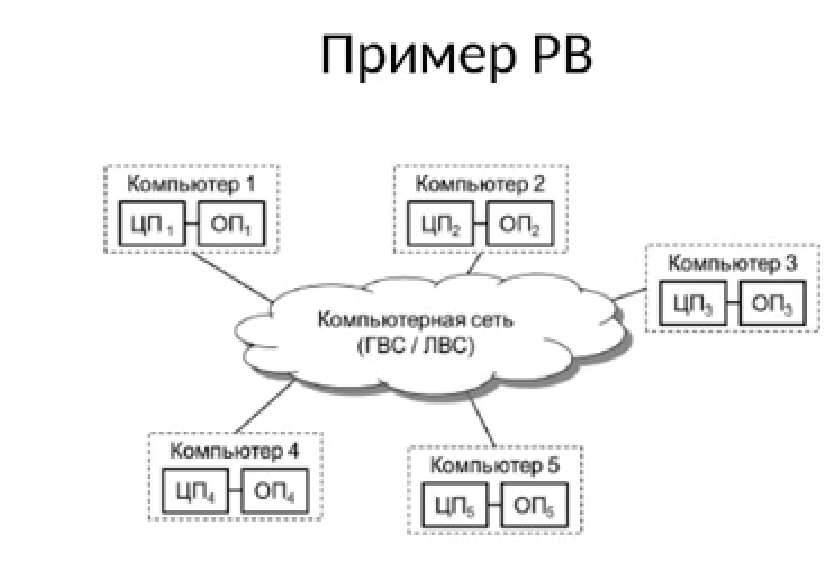 Пример РВ
Компьютер 1
ЦП₁ ОП₁
Компьютер 2
ЦП₂ ОП₂
Компьютер 3
ЦП₃ ОП₃
Компьютерная сеть
(ГВС / ЛВС)
Компьютер 4
ЦП₄ ОП₄
Компьютер 5
ЦП₅ ОП₅